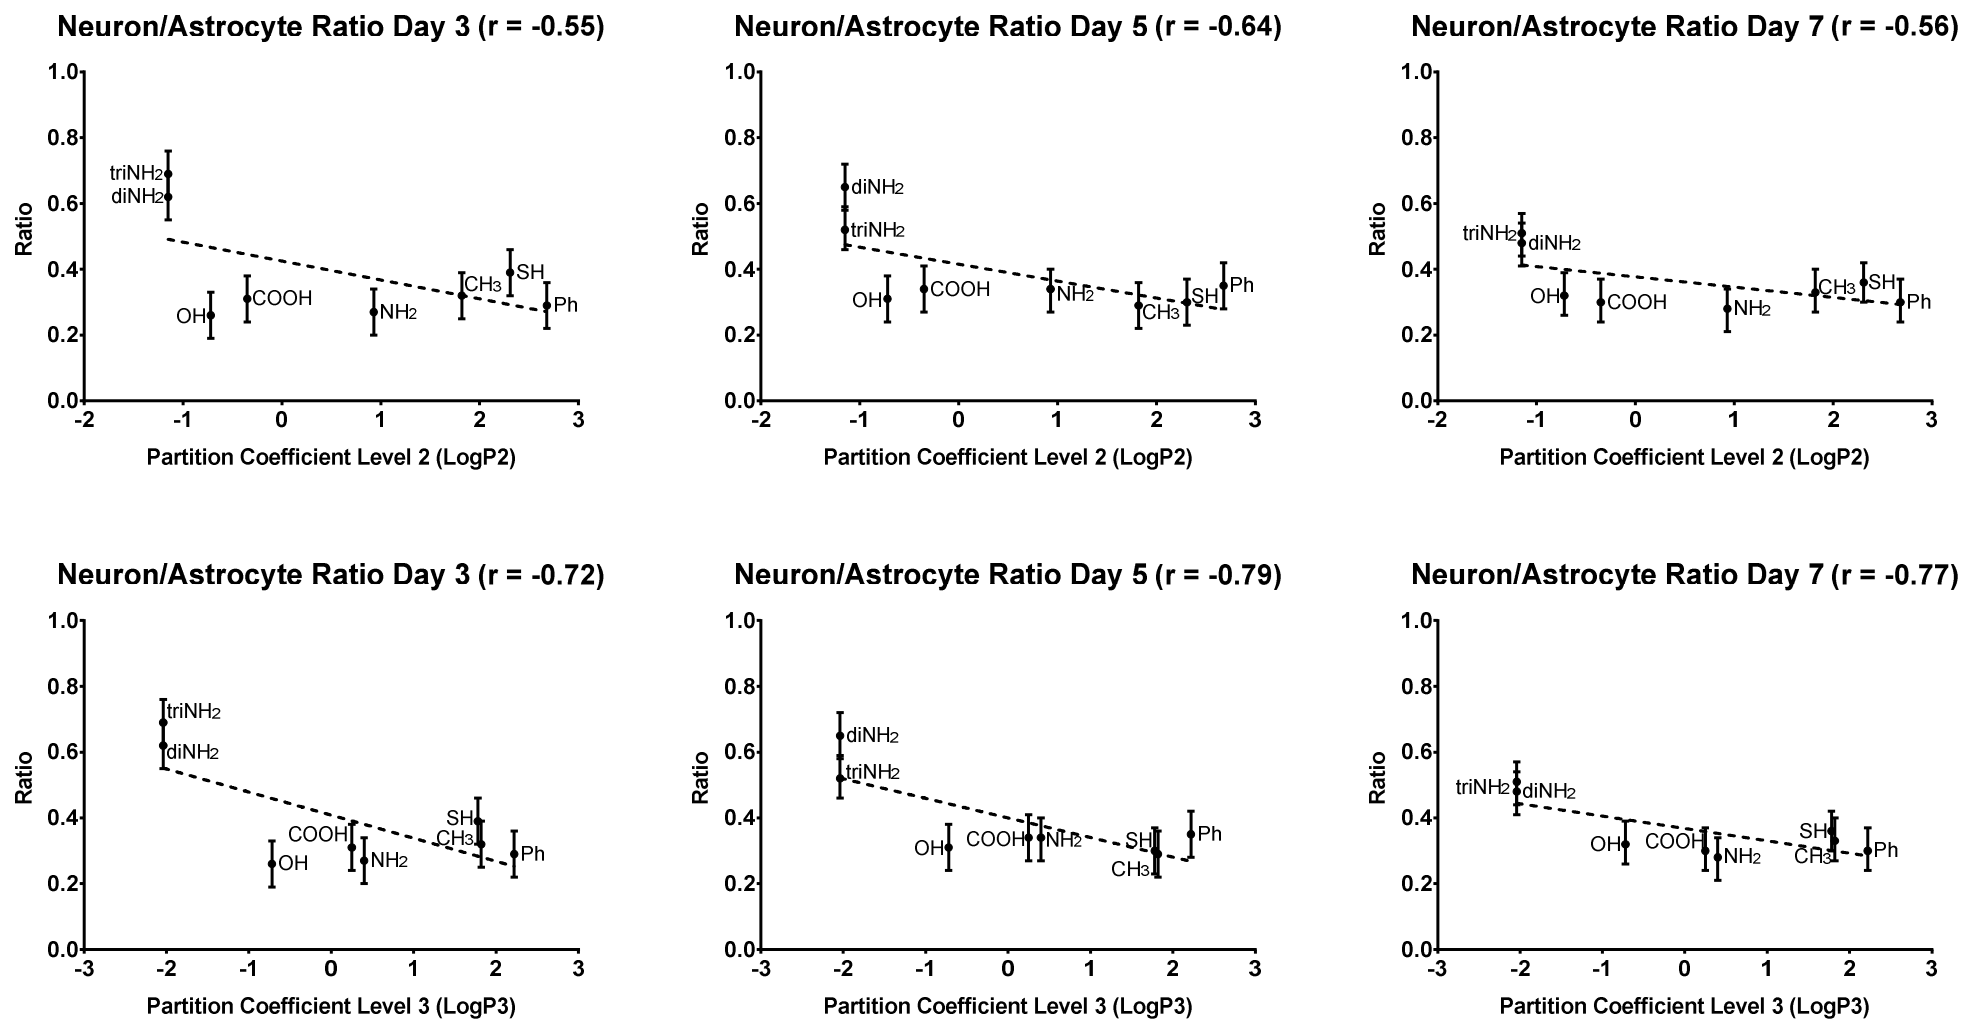 Neuron/Astrocyte Ratio Day 3 (r = -0.55)
1.0
0.8
0.6
0.4
0.2
0.0
Ratio
triNH2
diNH2
OH
COOH
NH2
CH3
SH
Ph
-2 -1 0 1 2 3
Partition Coefficient Level 2 (LogP2)
Neuron/Astrocyte Ratio Day 5 (r = -0.64)
1.0
0.8
0.6
0.4
0.2
0.0
Ratio
diNH2
triNH2
OH
COOH
NH2
CH3
SH
Ph
-2 -1 0 1 2 3
Partition Coefficient Level 2 (LogP2)
Neuron/Astrocyte Ratio Day 7 (r = -0.56)
1.0
0.8
0.6
0.4
0.2
0.0
Ratio
triNH2
diNH2
OH
COOH
NH2
CH3
SH
Ph
-2 -1 0 1 2 3
Partition Coefficient Level 2 (LogP2)
Neuron/Astrocyte Ratio Day 3 (r = -0.72)
1.0
0.8
0.6
0.4
0.2
0.0
Ratio
triNH2
diNH2
OH
COOH
NH2
SH
CH3
Ph
-3 -2 -1 0 1 2 3
Partition Coefficient Level 3 (LogP3)
Neuron/Astrocyte Ratio Day 5 (r = -0.79)
1.0
0.8
0.6
0.4
0.2
0.0
Ratio
diNH2
triNH2
OH
COOH
NH2
SH
CH3
Ph
-3 -2 -1 0 1 2 3
Partition Coefficient Level 3 (LogP3)
Neuron/Astrocyte Ratio Day 7 (r = -0.77)
1.0
0.8
0.6
0.4
0.2
0.0
Ratio
triNH2
diNH2
OH
COOH
NH2
SH
CH3
Ph
-3 -2 -1 0 1 2 3
Partition Coefficient Level 3 (LogP3)